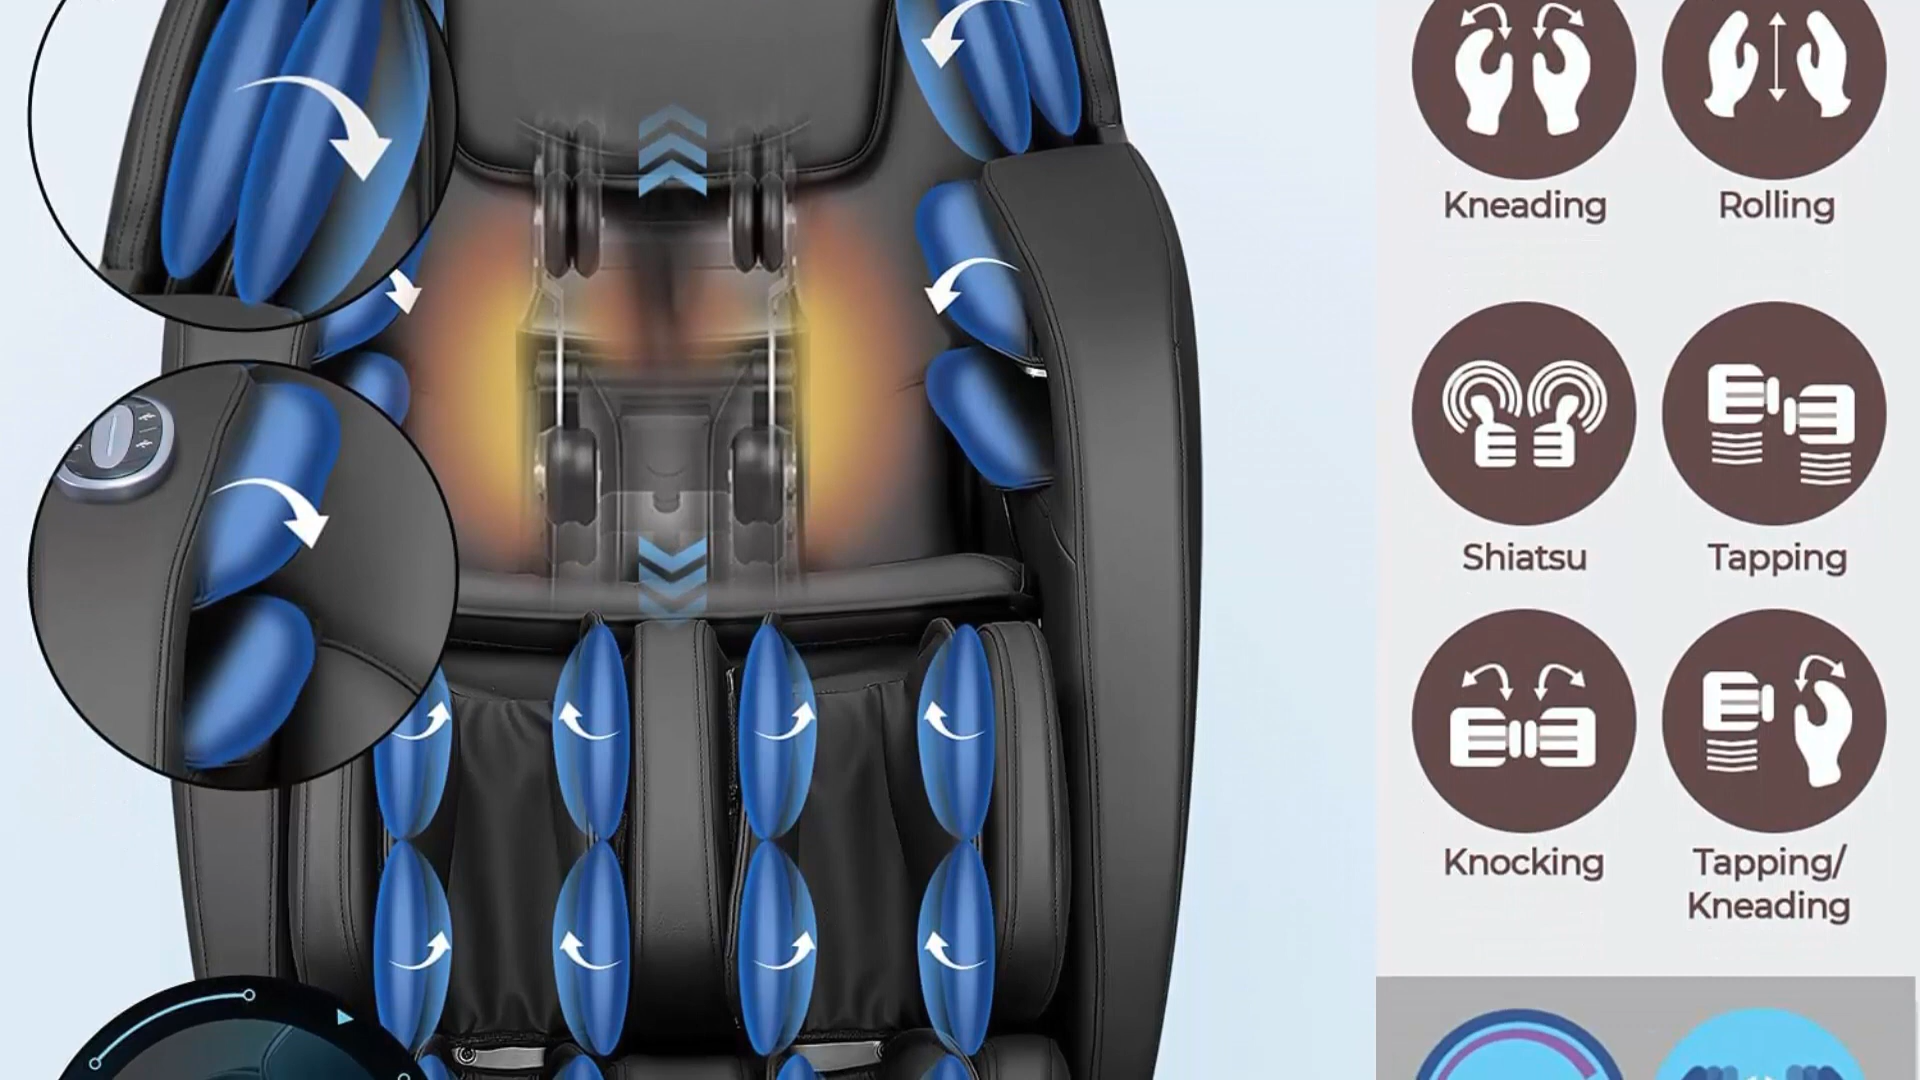 Kneading
Rolling
Shiatsu
Tapping
Knocking
Tapping/
Kneading